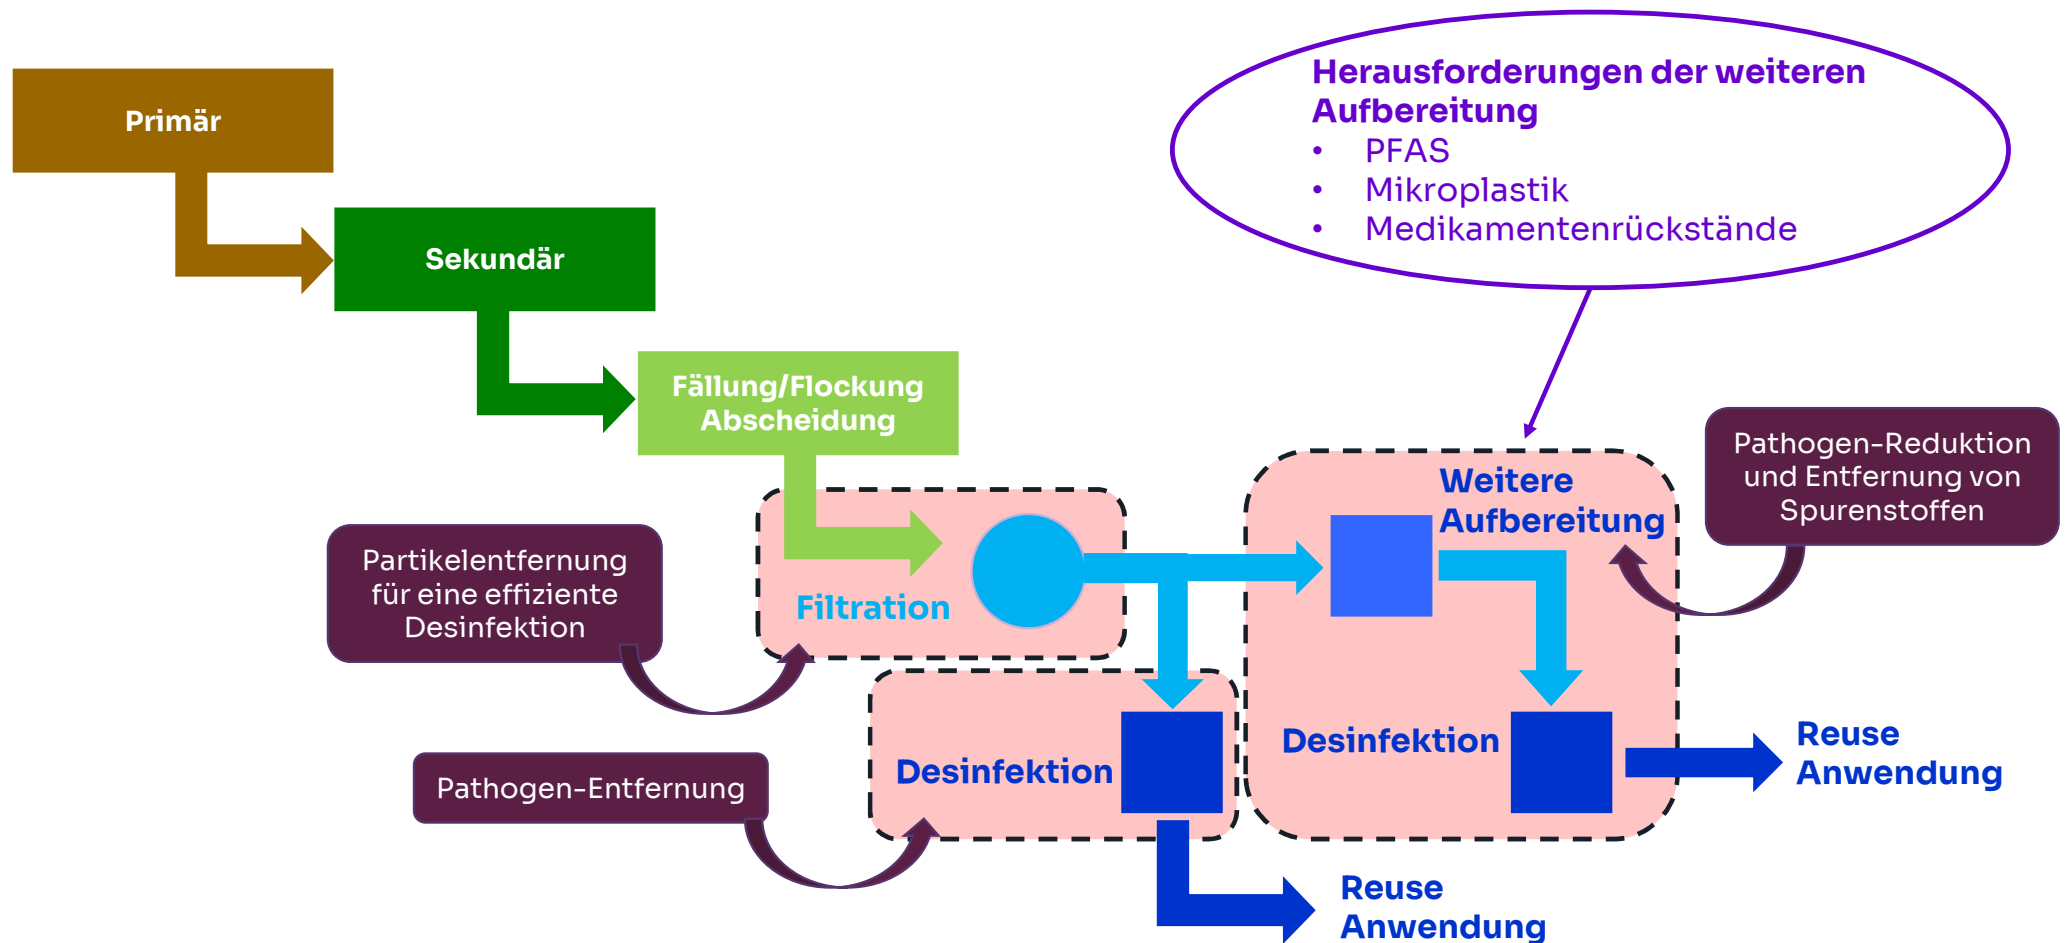 Primär
Herausforderungen der weiteren
Aufbereitung
• PFAS
• Mikroplastik
• Medikamentenrückstände
Sekundär
Fällung/Flockung
Abscheidung
Pathogen-Reduktion
und Entfernung von
Spurenstoffen
Weitere
Aufbereitung
Partikelentfernung
für eine effiziente
Desinfektion
Filtration
Desinfektion
Reuse
Anwendung
Pathogen-Entfernung
Desinfektion
Reuse
Anwendung